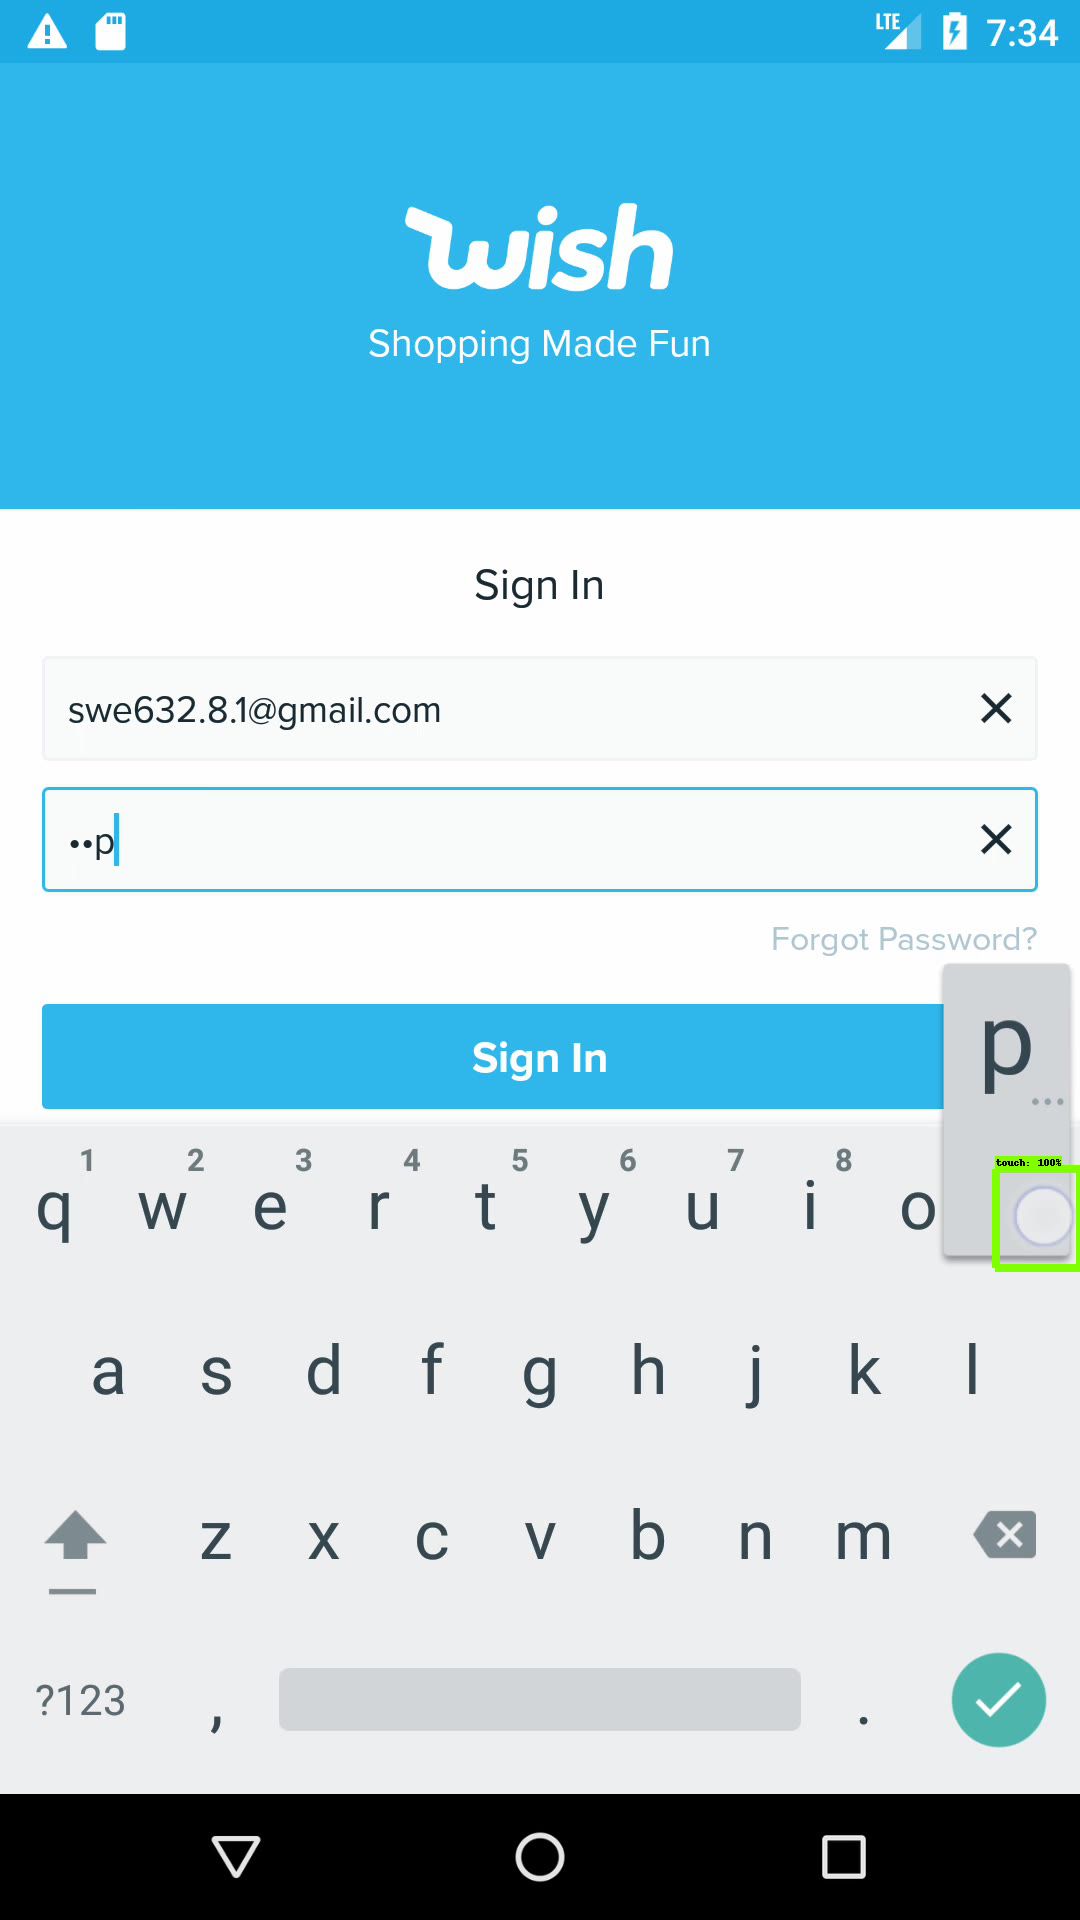 LTE 7:34
wish
Shopping Made Fun
Sign In
swe632.8.1@gmail.com
••p
Forgot Password?
Sign In
p
...
touch: 100%
1 2 3 4 5 6 7 8
q w e r t y u i o
a s d f g h j k l
z x c v b n m
?123 , .